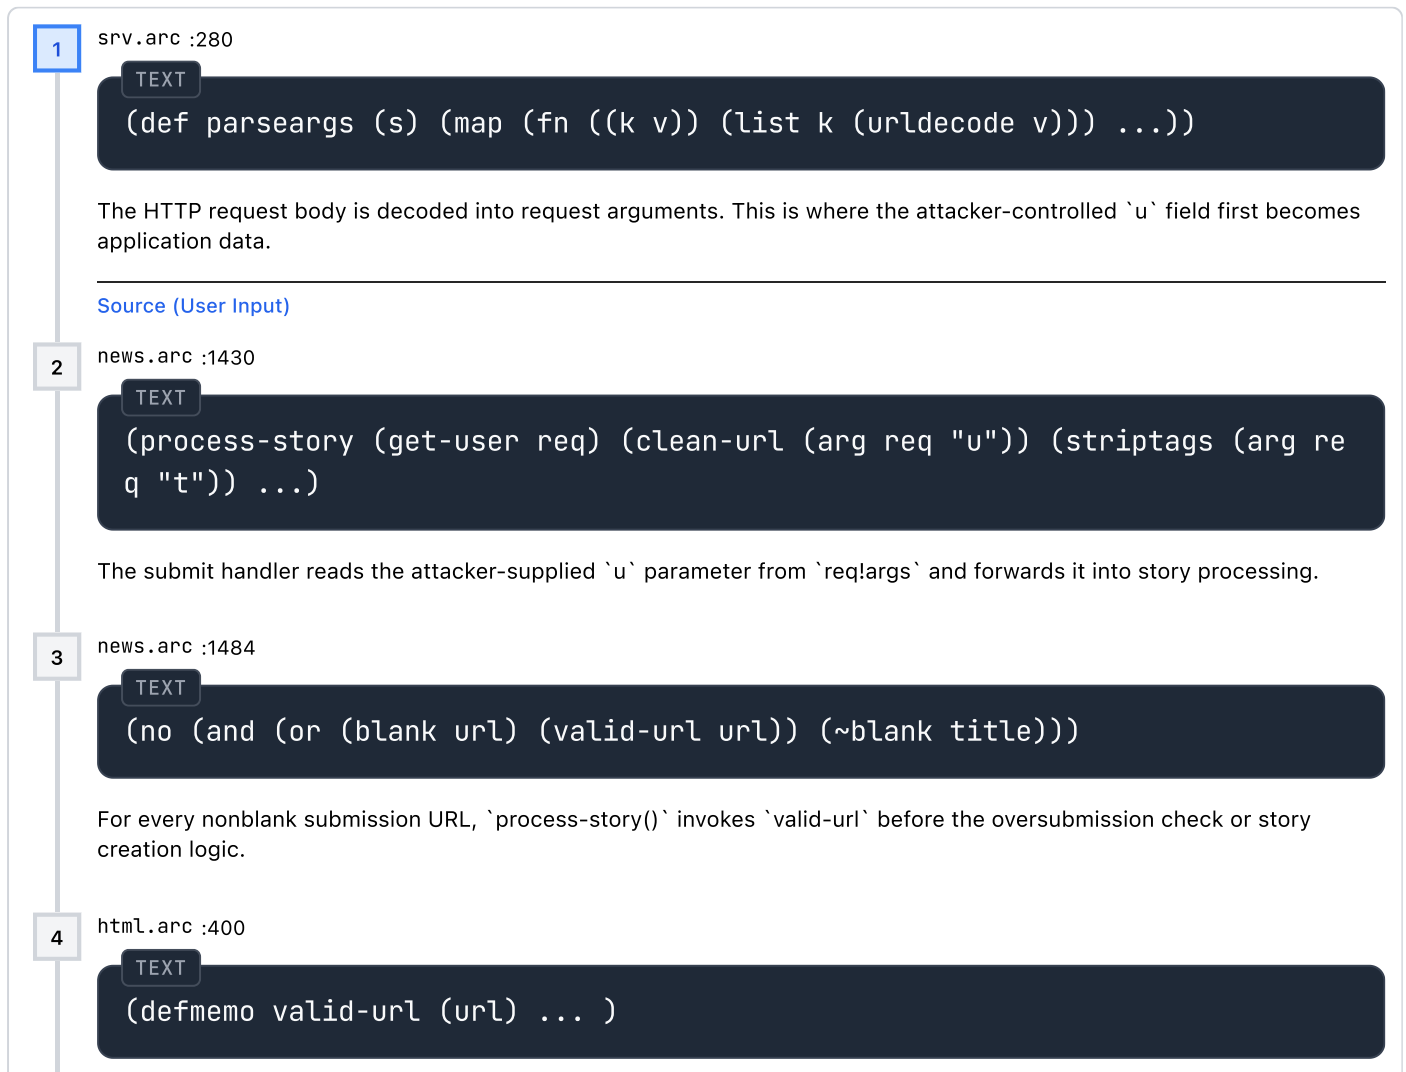 1
srv.arc :280
TEXT
(def parseargs (s) (map (fn ((k v)) (list k (urldecode v))) ...))
The HTTP request body is decoded into request arguments. This is where the attacker-controlled `u` field first becomes
application data.
Source (User Input)
2
news.arc :1430
TEXT
(process-story (get-user req) (clean-url (arg req "u")) (striptags (arg re
q "t")) ...)
The submit handler reads the attacker-supplied `u` parameter from `req!args` and forwards it into story processing.
3
news.arc :1484
TEXT
(no (and (or (blank url) (valid-url url)) (~blank title)))
For every nonblank submission URL, `process-story()` invokes `valid-url` before the oversubmission check or story
creation logic.
4
html.arc :400
TEXT
(defmemo valid-url (url) ... )